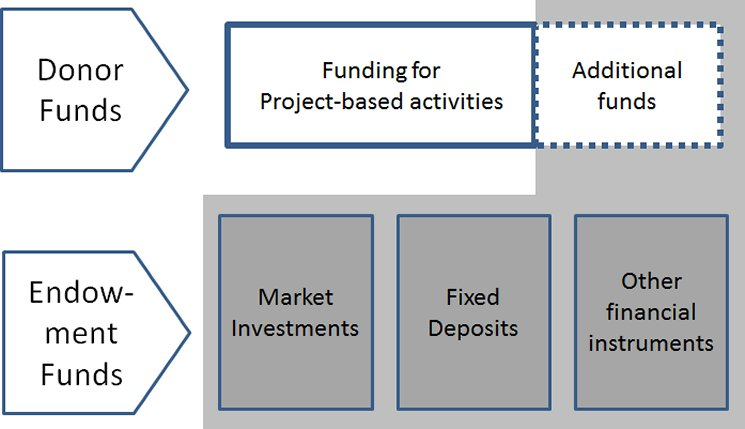 Donor
Funds
Funding for
Project-based activities
Additional
funds
Endow-
ment
Funds
Market
Investments
Fixed
Deposits
Other
financial
instruments